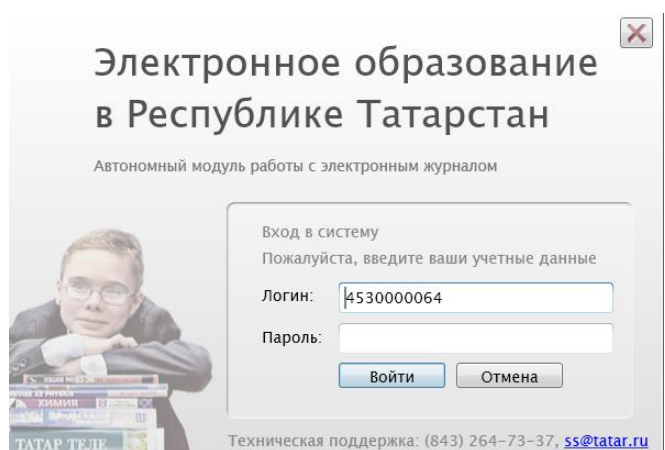 Электронное образование
в Республике Татарстан
Автономный модуль работы с электронным журналом
Вход в систему
Пожалуйста, введите ваши учетные данные
Логин: 4530000064
Пароль:
Войти Отмена
ХИМИЯ
ТАТАР ТЕЛЕ
Техническая поддержка: (843) 264-73-37, ss@tatar.ru